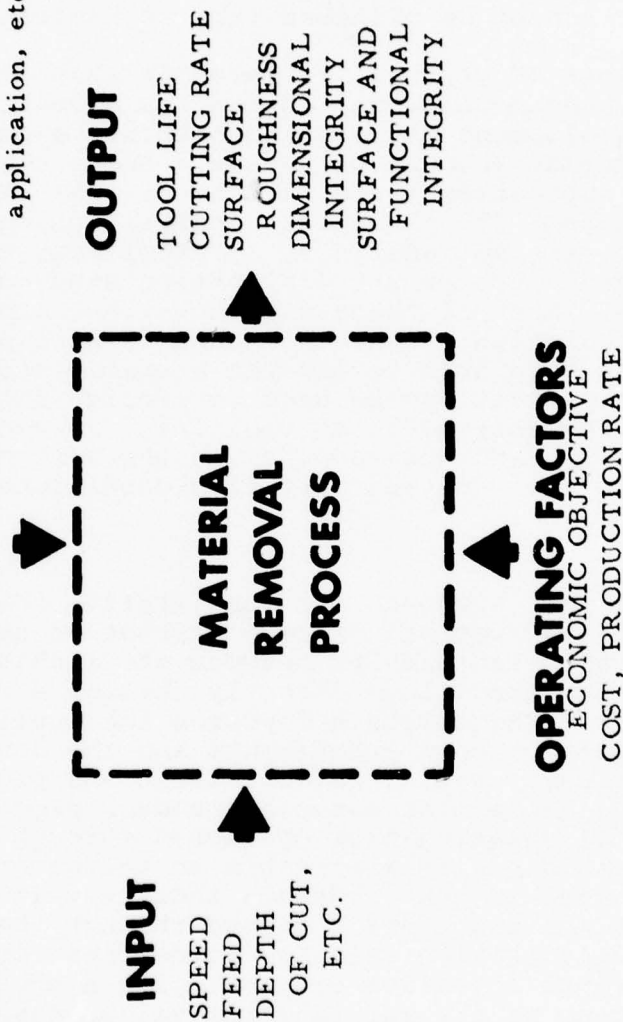 application, etc
INPUT
SPEED
FEED
DEPTH
OF CUT,
ETC.
MATERIAL
REMOVAL
PROCESS
OUTPUT
TOOL LIFE
CUTTING RATE
SURFACE
ROUGHNESS
DIMENSIONAL
INTEGRITY
SURFACE AND
FUNCTIONAL
INTEGRITY
OPERATING FACTORS
ECONOMIC OBJECTIVE
COST, PRODUCTION RATE